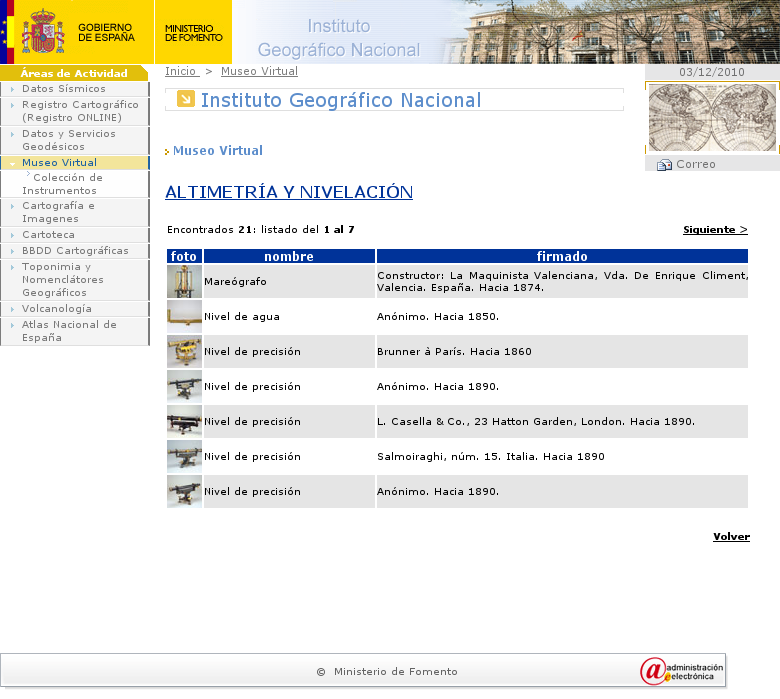 GOBIERNO
DE ESPAÑA
MINISTERIO
DE FOMENTO
Instituto
Geográfico Nacional
Áreas de Actividad
Datos Sísmicos
Registro Cartográfico
(Registro ONLINE)
Datos y Servicios
Geodésicos
Museo Virtual
Colección de
Instrumentos
Cartografía e
Imagenes
Cartoteca
BBDD Cartográficas
Toponimia y
Nomenclátores
Geográficos
Volcanología
Atlas Nacional de
España
Inicio > Museo Virtual
Instituto Geográfico Nacional
Museo Virtual
ALTIMETRÍA Y NIVELACIÓN
Encontrados 21: listado del 1 al 7
Siguiente >
foto nombre firmado
Mareógrafo Constructor: La Maquinista Valenciana, Vda. De Enrique Climent,
Valencia. España. Hacia 1874.
Nivel de agua Anónimo. Hacia 1850.
Nivel de precisión Brunner à París. Hacia 1860
Nivel de precisión Anónimo. Hacia 1890.
Nivel de precisión L. Casella & Co., 23 Hatton Garden, London. Hacia 1890.
Nivel de precisión Salmoiraghi, núm. 15. Italia. Hacia 1890
Nivel de precisión Anónimo. Hacia 1890.
Volver
03/12/2010
Correo
© Ministerio de Fomento
@ administración
electrónica